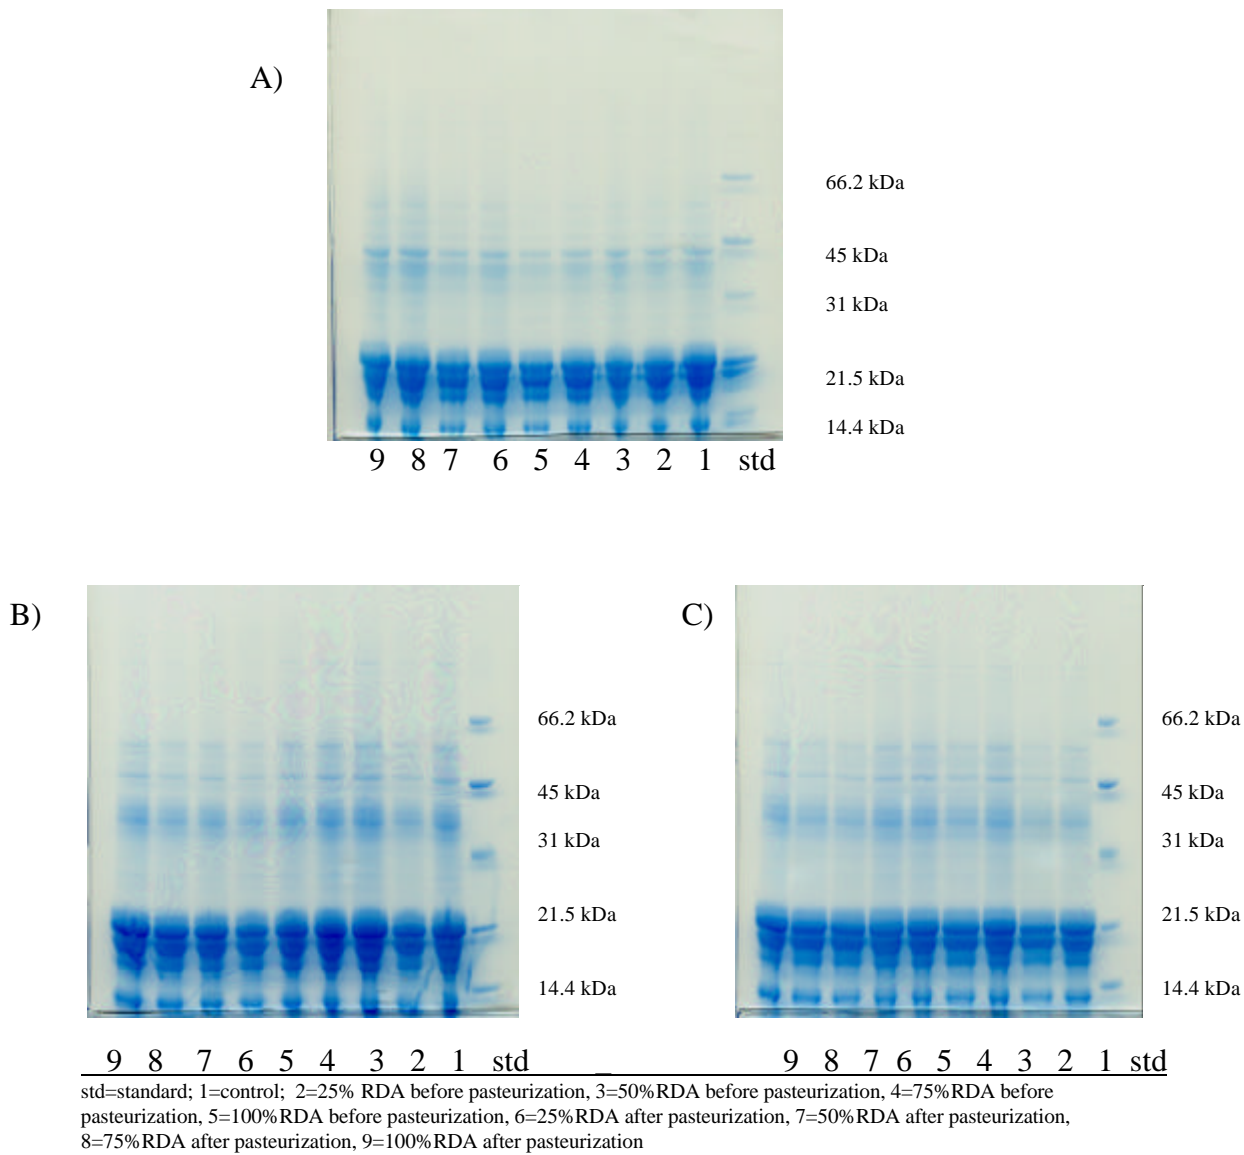 A)
66.2 kDa
45 kDa
31 kDa
21.5 kDa
14.4 kDa
9 8 7 6 5 4 3 2 1 std
B)
66.2 kDa
45 kDa
31 kDa
21.5 kDa
14.4 kDa
9 8 7 6 5 4 3 2 1 std
C)
66.2 kDa
45 kDa
31 kDa
21.5 kDa
14.4 kDa
9 8 7 6 5 4 3 2 1 std
std=standard; 1=control; 2=25% RDA before pasteurization, 3=50%RDA before pasteurization, 4=75%RDA before
pasteurization, 5=100%RDA before pasteurization, 6=25%RDA after pasteurization, 7=50%RDA after pasteurization,
8=75%RDA after pasteurization, 9=100%RDA after pasteurization